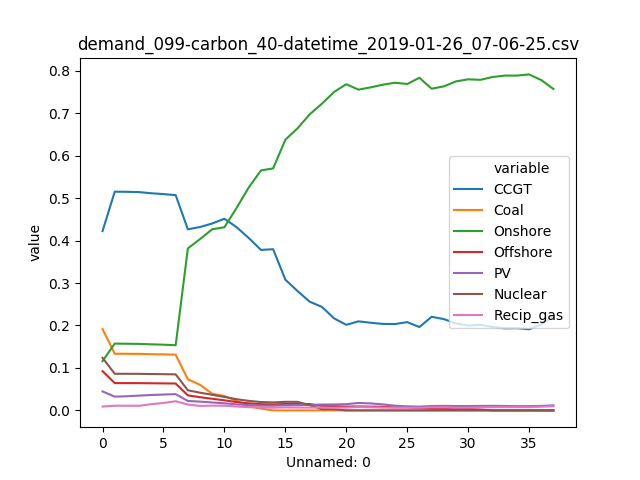 demand_099-carbon_40-datetime_2019-01-26_07-06-25.csv
0.8
0.7
0.6
0.5
0.4
0.3
0.2
0.1
0.0
value
variable
CCGT
Coal
Onshore
Offshore
PV
Nuclear
Recip_gas
0 5 10 15 20 25 30 35
Unnamed: 0